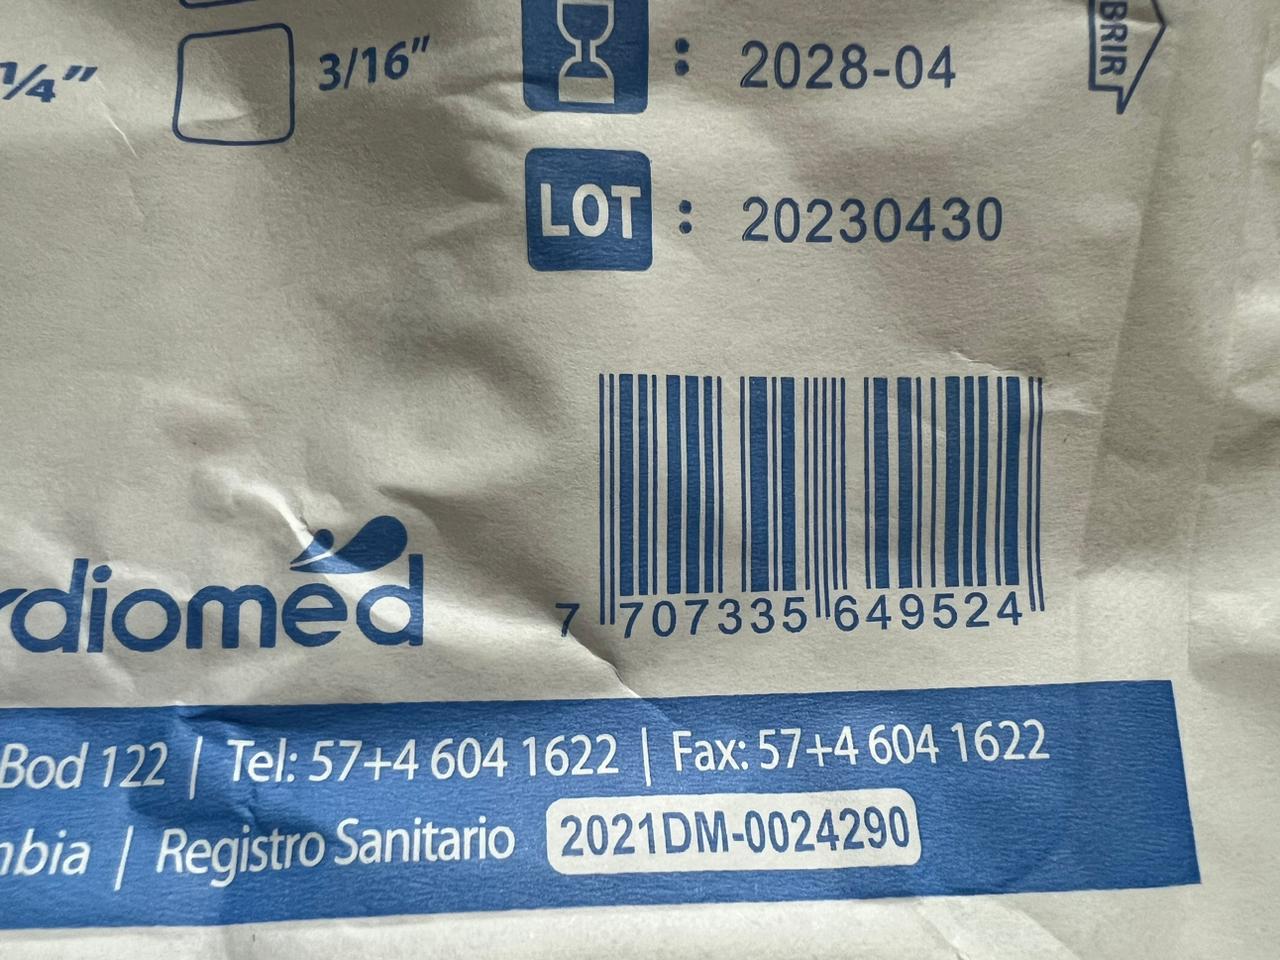 1/4" 3/16"
: 2028-04
LOT : 20230430
7 707335 649524
rdiomed
Bod 122 | Tel: 57+4 604 1622 | Fax: 57+4 604 1622
mbia / Registro Sanitario 2021DM-0024290
BRIR